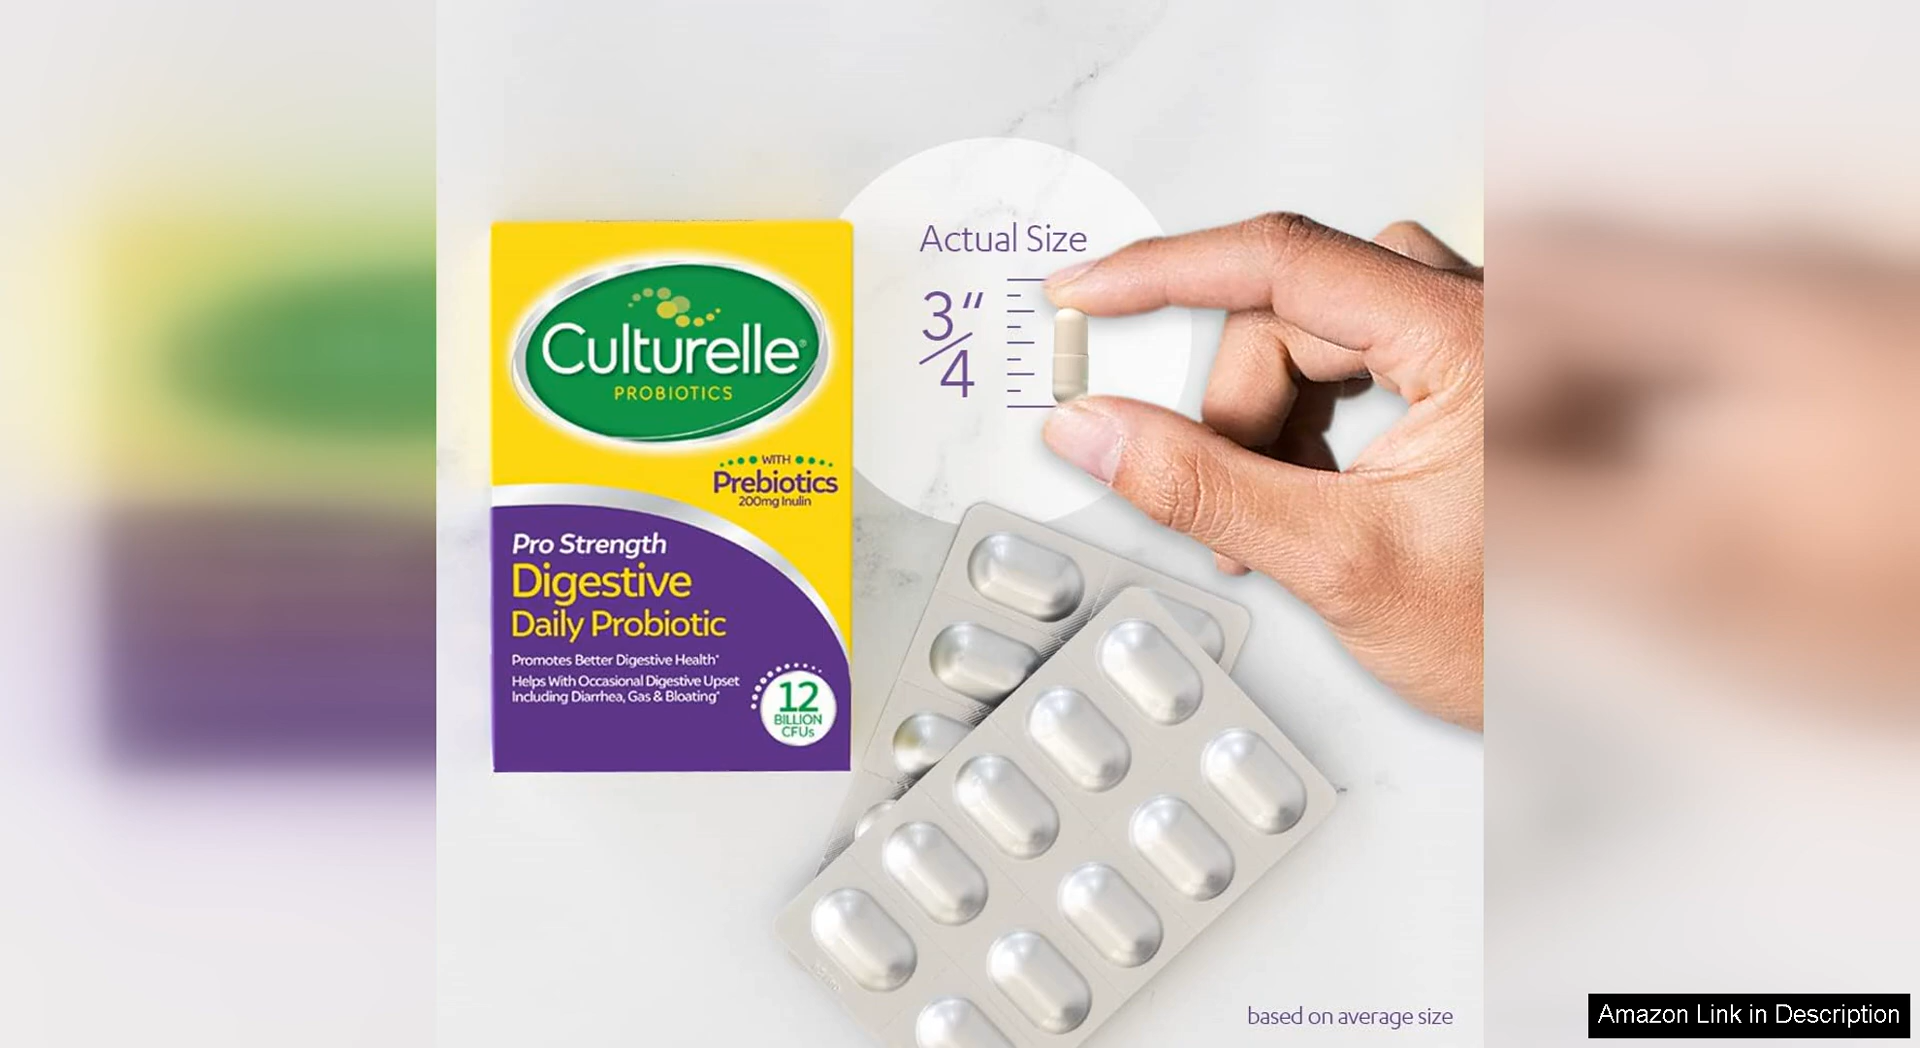 Culturelle®
PROBIOTICS
WITH
Prebiotics
200mg Inulin
Pro Strength
Digestive
Daily Probiotic
Promotes Better Digestive Health*
Helps With Occasional Digestive Upset
Including Diarrhea, Gas & Bloating*
12
BILLION
CFUs
Actual Size
3/4"
based on average size
Amazon Link in Description